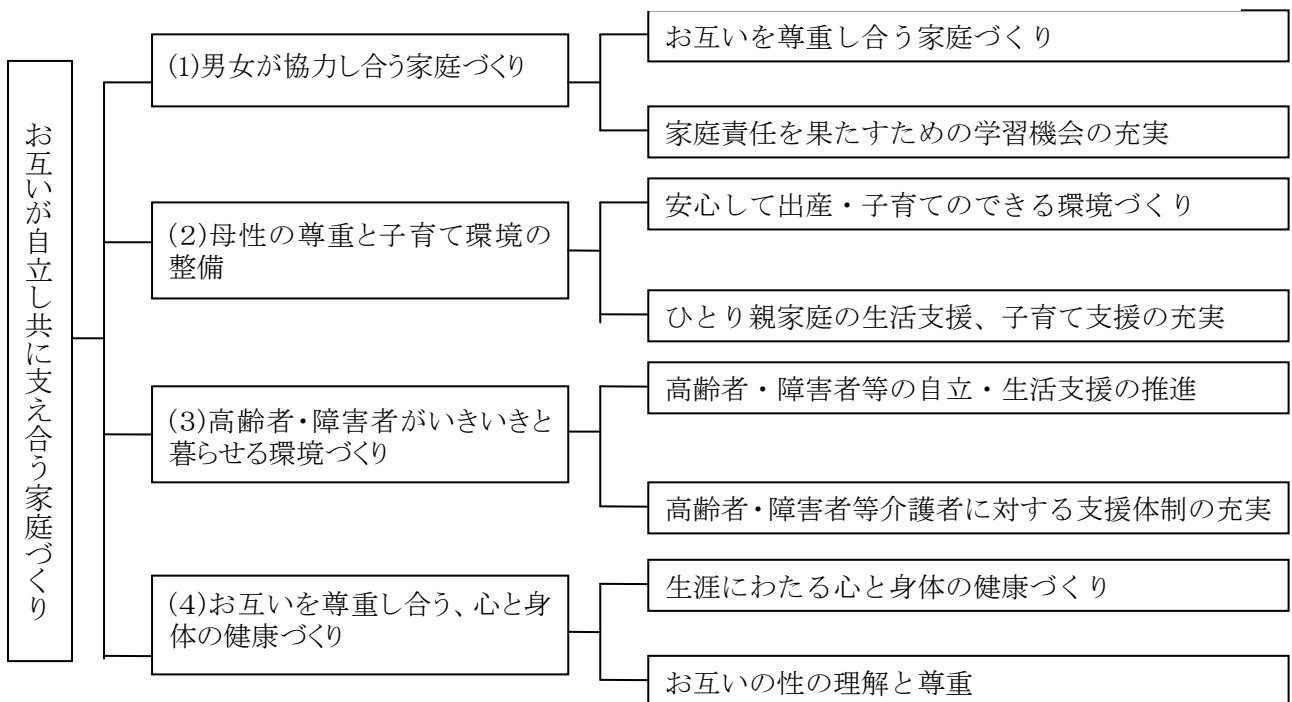 お互いが自立し共に支え合う家庭づくり
(1)男女が協力し合う家庭づくり
お互いを尊重し合う家庭づくり
家庭責任を果たすための学習機会の充実
(2)母性の尊重と子育て環境の
整備
安心して出産・子育てのできる環境づくり
ひとり親家庭の生活支援、子育て支援の充実
(3)高齢者・障害者がいきいきと
暮らせる環境づくり
高齢者・障害者等の自立・生活支援の推進
高齢者・障害者等介護者に対する支援体制の充実
(4)お互いを尊重し合う、心と身
体の健康づくり
生涯にわたる心と身体の健康づくり
お互いの性の理解と尊重